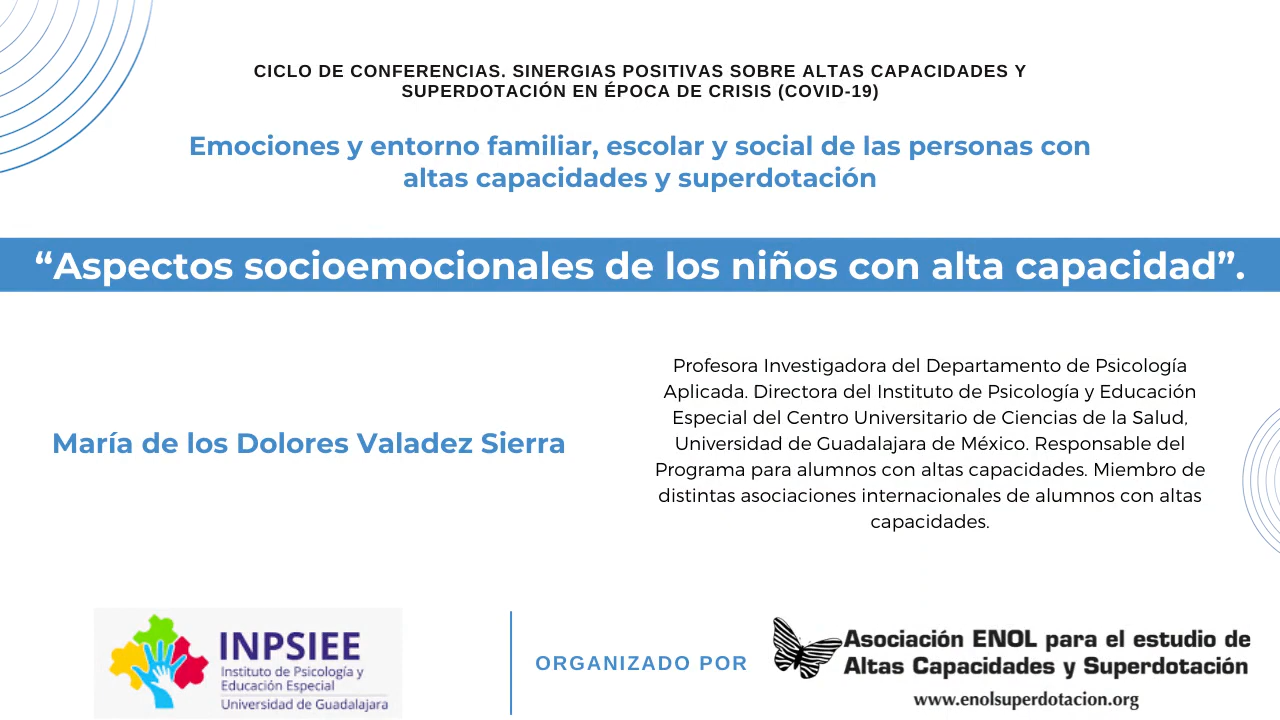 CICLO DE CONFERENCIAS. SINERGIAS POSITIVAS SOBRE ALTAS CAPACIDADES Y
SUPERDOTACIÓN EN ÉPOCA DE CRISIS (COVID-19)
Emociones y entorno familiar, escolar y social de las personas con
altas capacidades y superdotación
“Aspectos socioemocionales de los niños con alta capacidad”.
María de los Dolores Valadez Sierra
Profesora Investigadora del Departamento de Psicología
Aplicada. Directora del Instituto de Psicología y Educación
Especial del Centro Universitario de Ciencias de la Salud,
Universidad de Guadalajara de México. Responsable del
Programa para alumnos con altas capacidades. Miembro de
distintas asociaciones internacionales de alumnos con altas
capacidades.
INPSIEE
Instituto de Psicología y
Educación Especial
Universidad de Guadalajara
ORGANIZADO POR
Asociación ENOL para el estudio de
Altas Capacidades y Superdotación
www.enolsuperdotacion.org